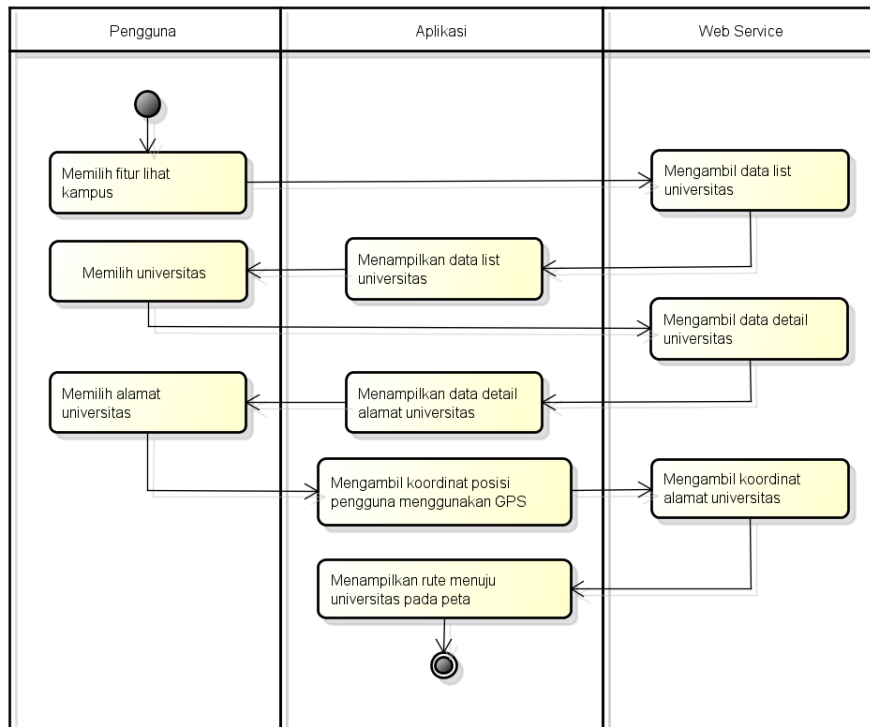 Pengguna
Aplikasi
Web Service
Memilih fitur lihat
kampus
Mengambil data list
universitas
Memilih universitas
Menampilkan data list
universitas
Mengambil data detail
universitas
Memilih alamat
universitas
Menampilkan data detail
alamat universitas
Mengambil koordinat posisi
pengguna menggunakan GPS
Mengambil koordinat
alamat universitas
Menampilkan rute menuju
universitas pada peta